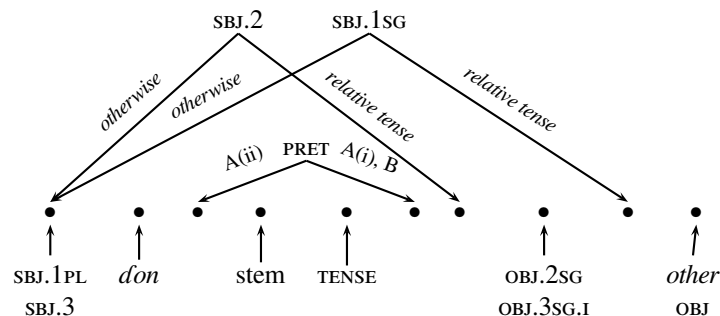 SBJ.2 SBJ.1SG
otherwise otherwise relative tense relative tense
A(ii) PRET A(i), B
SBJ.1PL ɗon stem TENSE OBJ.2SG other
SBJ.3 OBJ.3SG.I OBJ